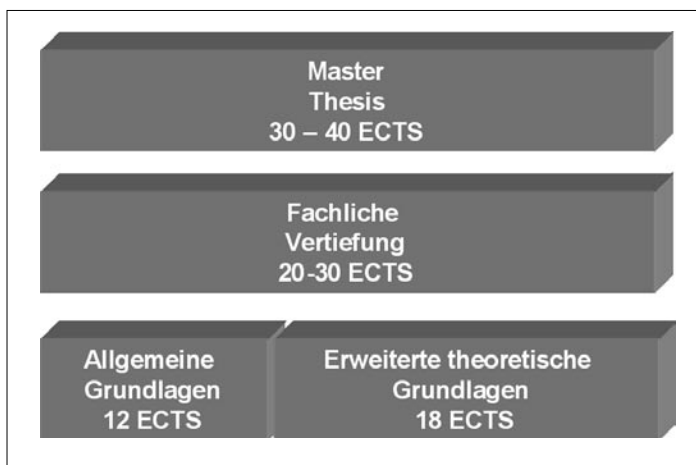 Master
Thesis
30 – 40 ECTS
Fachliche
Vertiefung
20-30 ECTS
Allgemeine
Grundlagen
12 ECTS
Erweiterte theoretische
Grundlagen
18 ECTS